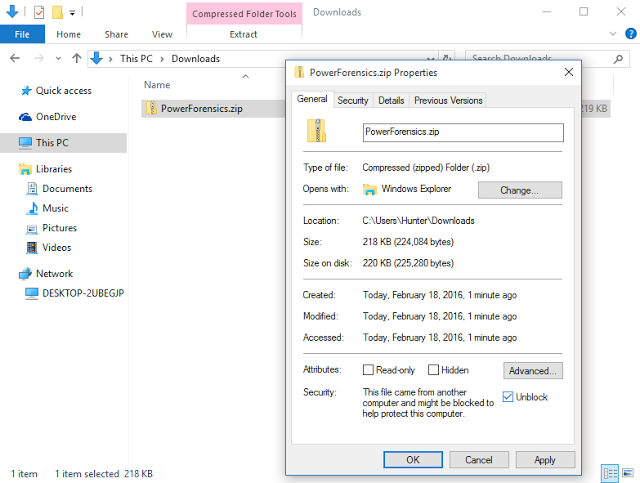 Compressed Folder Tools Downloads
File Home Share View Extract
This PC Downloads
Search Downloads
Quick access
OneDrive
This PC
Libraries
Documents
Music
Pictures
Videos
Network
DESKTOP-2UBEGJP
Name
PowerForensics.zip
219 KB
PowerForensics.zip Properties
General Security Details Previous Versions
PowerForensics.zip
Type of file: Compressed (zipped) Folder (.zip)
Opens with: Windows Explorer Change...
Location: C:\Users\Hunter\Downloads
Size: 218 KB (224,084 bytes)
Size on disk: 220 KB (225,280 bytes)
Created: Today, February 18, 2016, 1 minute ago
Modified: Today, February 18, 2016, 1 minute ago
Accessed: Today, February 18, 2016, 1 minute ago
Attributes: Read-only Hidden Advanced...
Security: This file came from another
computer and might be blocked to
help protect this computer.
Unblock
OK Cancel Apply
1 item 1 item selected 218 KB